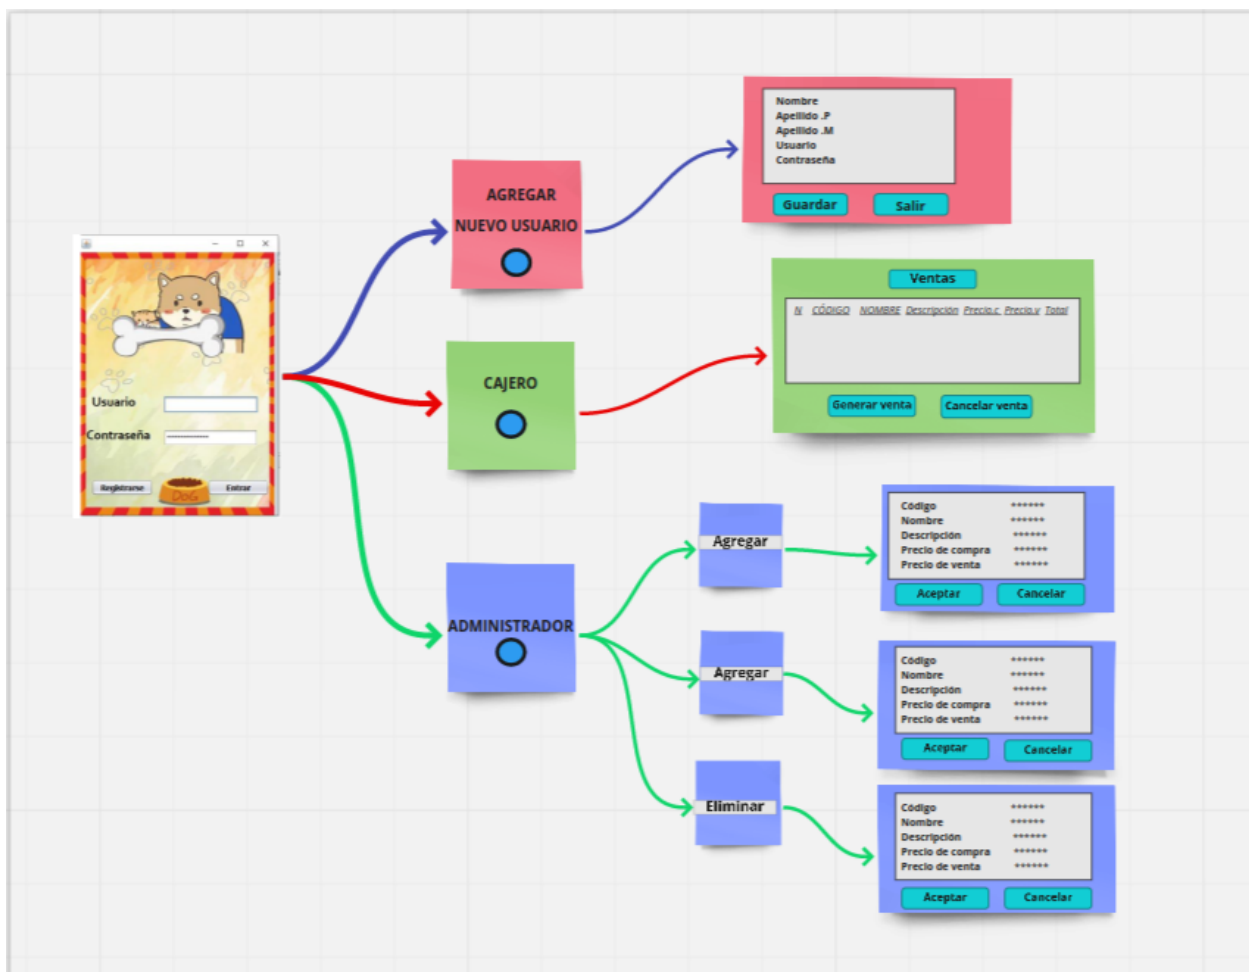 Usuario
Contraseña
Registrarse
Entrar
DOG
AGREGAR
NUEVO USUARIO
Nombre
Apellido .P
Apellido .M
Usuario
Contraseña
Guardar
Salir
CAJERO
Ventas
N CÓDIGO NOMBRE Descripción Precio.c Precio.v Total
Generar venta
Cancelar venta
ADMINISTRADOR
Agregar
Código ******
Nombre ******
Descripción ******
Precio de compra ******
Precio de venta ******
Aceptar
Cancelar
Agregar
Código ******
Nombre ******
Descripción ******
Precio de compra ******
Precio de venta ******
Aceptar
Cancelar
Eliminar
Código ******
Nombre ******
Descripción ******
Precio de compra ******
Precio de venta ******
Aceptar
Cancelar